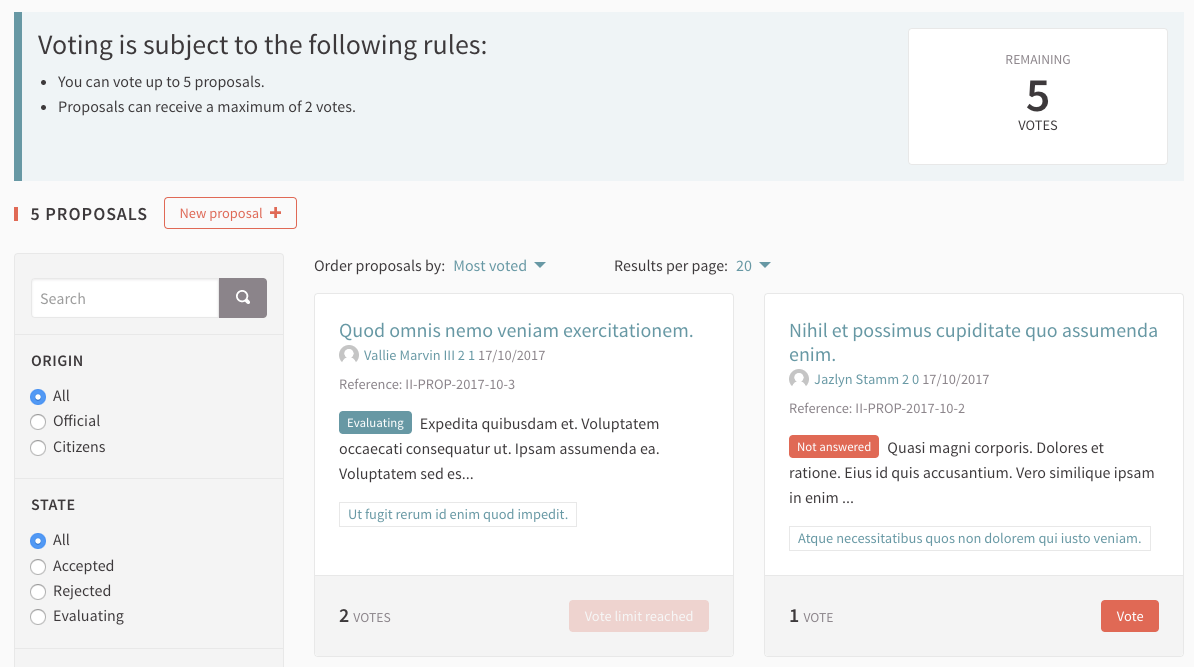 Voting is subject to the following rules:
You can vote up to 5 proposals.
Proposals can receive a maximum of 2 votes.
REMAINING
5
VOTES
5 PROPOSALS
New proposal +
Search
ORIGIN
All
Official
Citizens
STATE
All
Accepted
Rejected
Evaluating
Order proposals by: Most voted
Results per page: 20
Quod omnis nemo veniam exercitationem.
Vallie Marvin III 2 1 17/10/2017
Reference: II-PROP-2017-10-3
Evaluating Expedita quibusdam et. Voluptatem
occaecati consequatur ut. Ipsam assumenda ea.
Voluptatem sed es...
Ut fugit rerum id enim quod impedit.
2 VOTES
Vote limit reached
Nihil et possimus cupiditate quo assumenda
enim.
Jazlyn Stamm 2 0 17/10/2017
Reference: II-PROP-2017-10-2
Not answered Quasi magni corporis. Dolores et
ratione. Eius id quis accusantium. Vero similique ipsam
in enim ...
Atque necessitatibus quos non dolorem qui iusto veniam.
1 VOTE
Vote